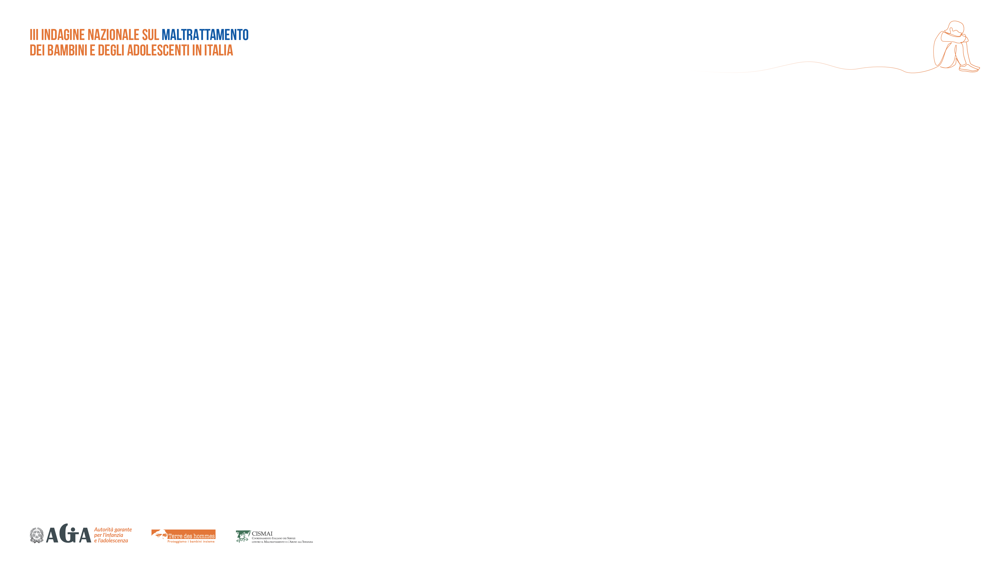 III INDAGINE NAZIONALE SUL MALTRATTAMENTO
DEI BAMBINI E DEGLI ADOLESCENTI IN ITALIA
AGiA
Autorità garante
per l'infanzia
e l'adolescenza
Terre des hommes
Proteggiamo i bambini insieme
CISMAI
Coordinamento Italiano dei Servizi
contro il Maltrattamento e l'Abuso all'Infanzia